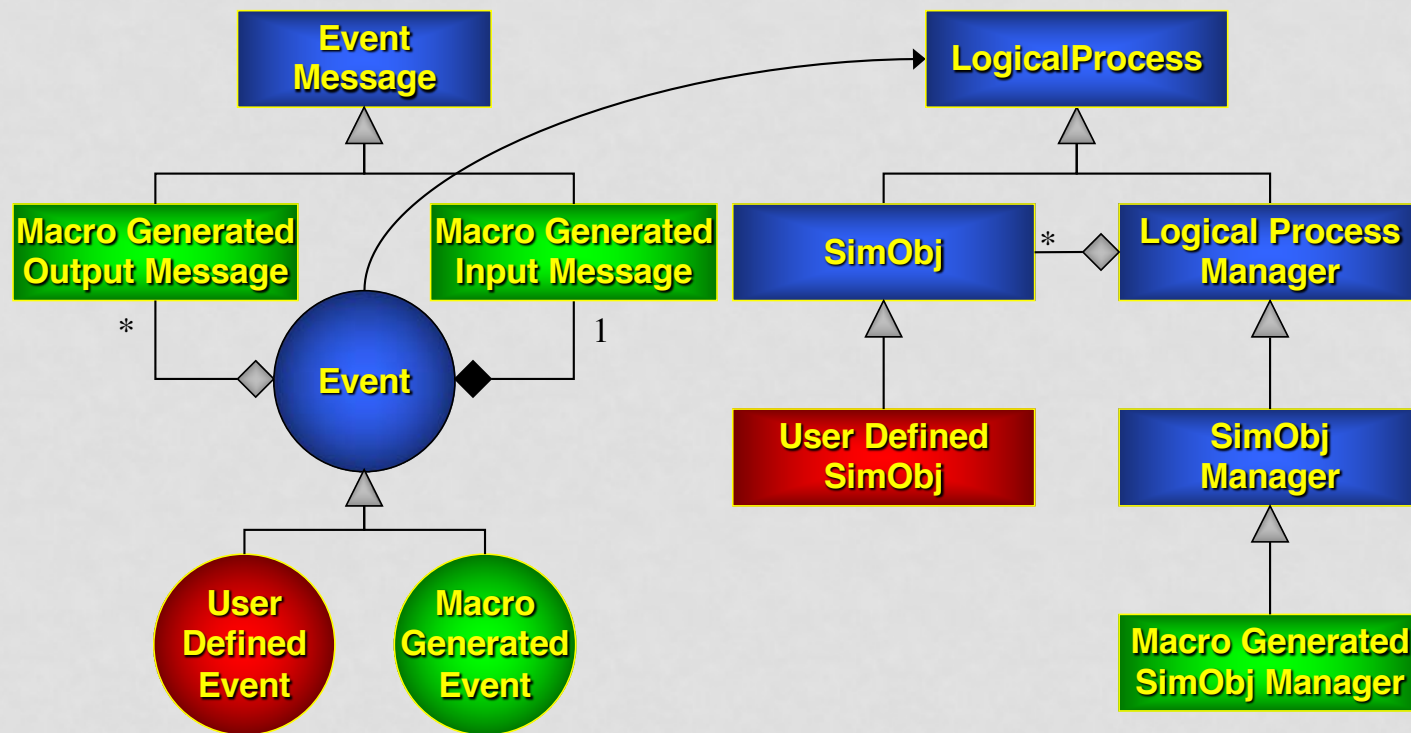 Event
Message
LogicalProcess
Macro Generated
Output Message
Macro Generated
Input Message
SimObj
*
Logical Process
Manager
*
1
Event
User Defined
SimObj
SimObj
Manager
User
Defined
Event
Macro
Generated
Event
Macro Generated
SimObj Manager